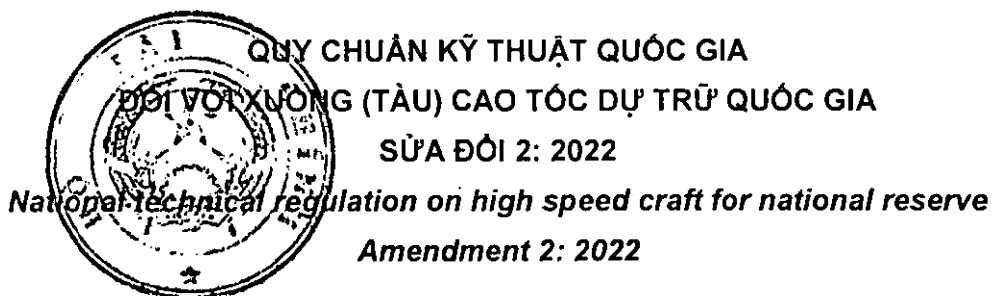 QUY CHUẨN KỸ THUẬT QUỐC GIA
ĐỐI VỚI XUỒNG (TÀU) CAO TỐC DỰ TRỮ QUỐC GIA
SỬA ĐỔI 2: 2022
National technical regulation on high speed craft for national reserve
Amendment 2: 2022